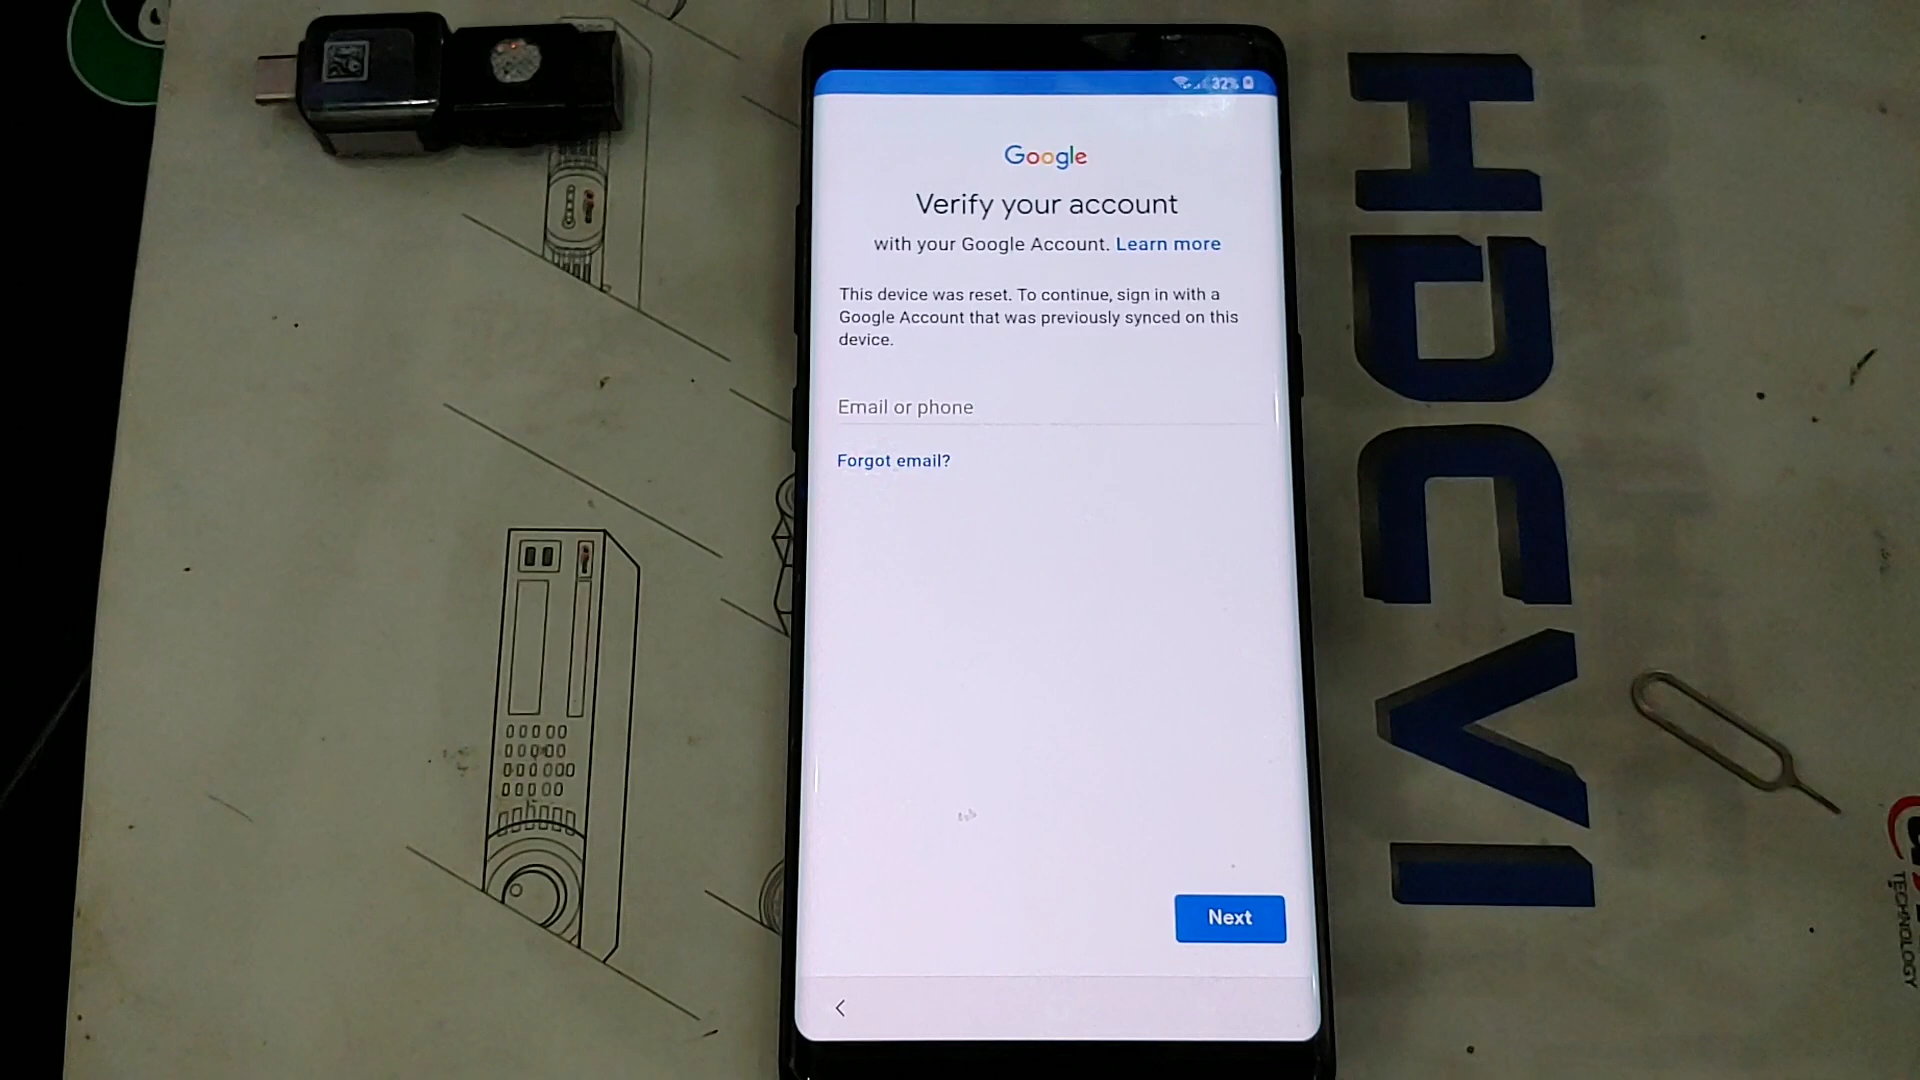 32%
Google
Verify your account
with your Google Account. Learn more
This device was reset. To continue, sign in with a
Google Account that was previously synced on this
device.
Email or phone
Forgot email?
Next
HDCVI
TECHNOLOGY